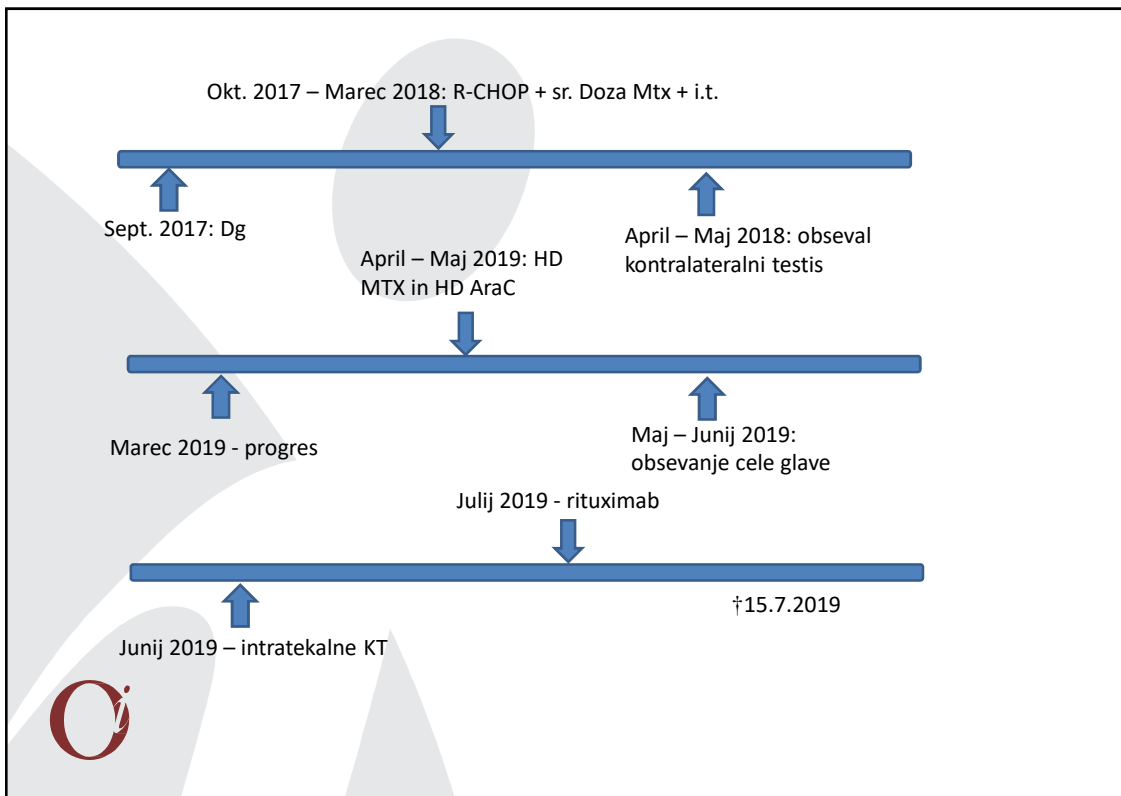 Okt. 2017 – Marec 2018: R-CHOP + sr. Doza Mtx + i.t.
Sept. 2017: Dg
April – Maj 2018: obseval
kontralateralni testis
April – Maj 2019: HD
MTX in HD AraC
Marec 2019 - progres
Maj – Junij 2019:
obsevanje cele glave
Julij 2019 - rituximab
†15.7.2019
Junij 2019 – intratekalne KT
Oi